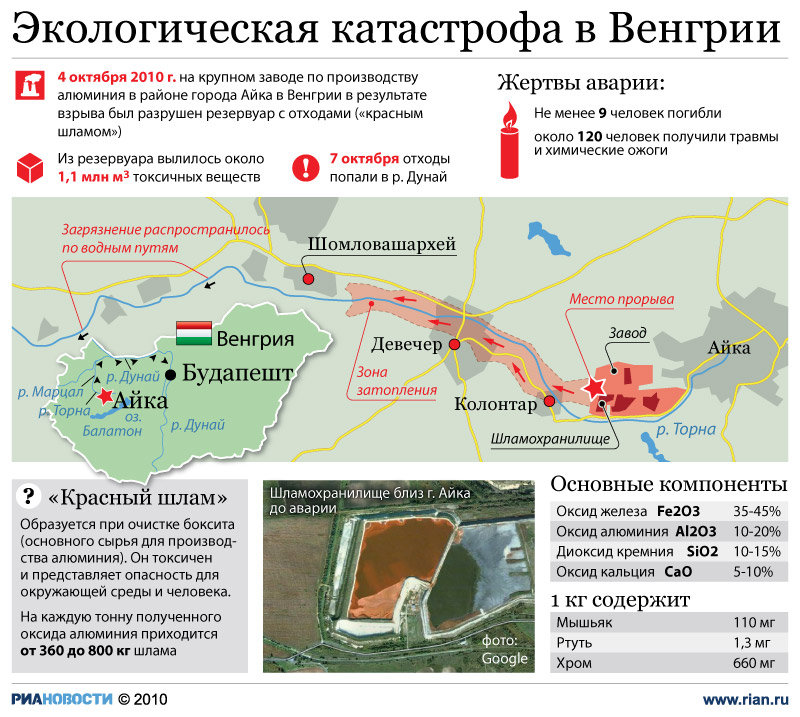 Экологическая катастрофа в Венгрии
4 октября 2010 г. на крупном заводе по производству
алюминия в районе города Айка в Венгрии в результате
взрыва был разрушен резервуар с отходами («красным
шламом»)
Из резервуара вылилось около
1,1 млн м³ токсичных веществ
7 октября отходы
попали в р. Дунай
Жертвы аварии:
Не менее 9 человек погибли
около 120 человек получили травмы
и химические ожоги
Загрязнение распространилось
по водным путям
Шомловашархей
Место прорыва
Завод
Айка
Девечер
Зона
затопления
Колонтар
Шламохранилище
р. Торна
Венгрия
р. Дунай
Будапешт
р. Марцал
Айка
р. Торна
оз.
Балатон
р. Дунай
? «Красный шлам»
Образуется при очистке боксита
(основного сырья для производ-
ства алюминия). Он токсичен
и представляет опасность для
окружающей среды и человека.
На каждую тонну полученного
оксида алюминия приходится
от 360 до 800 кг шлама
Шламохранилище близ г. Айка
до аварии
фото:
Google
Основные компоненты
Оксид железа Fe2O3 35-45%
Оксид алюминия Al2O3 10-20%
Диоксид кремния SiO2 10-15%
Оксид кальция CaO 5-10%
1 кг содержит
Мышьяк 110 мг
Ртуть 1,3 мг
Хром 660 мг
РИАНОВОСТИ © 2010
www.rian.ru